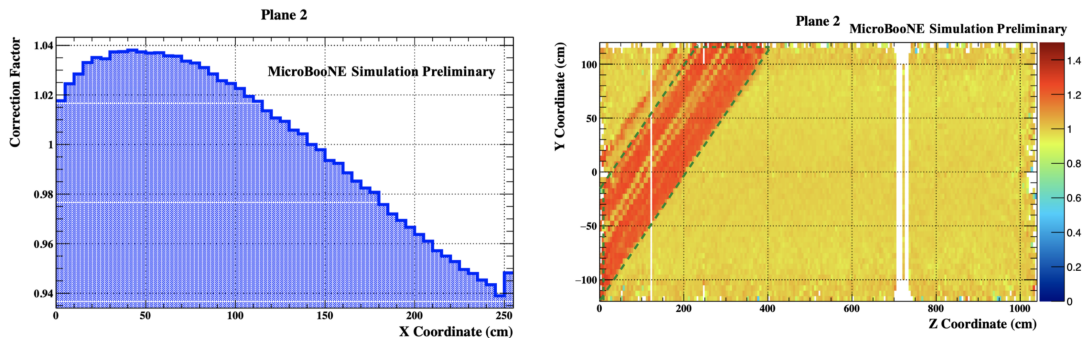 Plane 2
Correction Factor
1.04
1.02
1
0.98
0.96
0.94
MicroBooNE Simulation Preliminary
0 50 100 150 200 250
X Coordinate (cm)
Plane 2
MicroBooNE Simulation Preliminary
Y Coordinate (cm)
100
50
0
−50
−100
0 200 400 600 800 1000
Z Coordinate (cm)
1.4
1.2
1
0.8
0.6
0.4
0.2
0